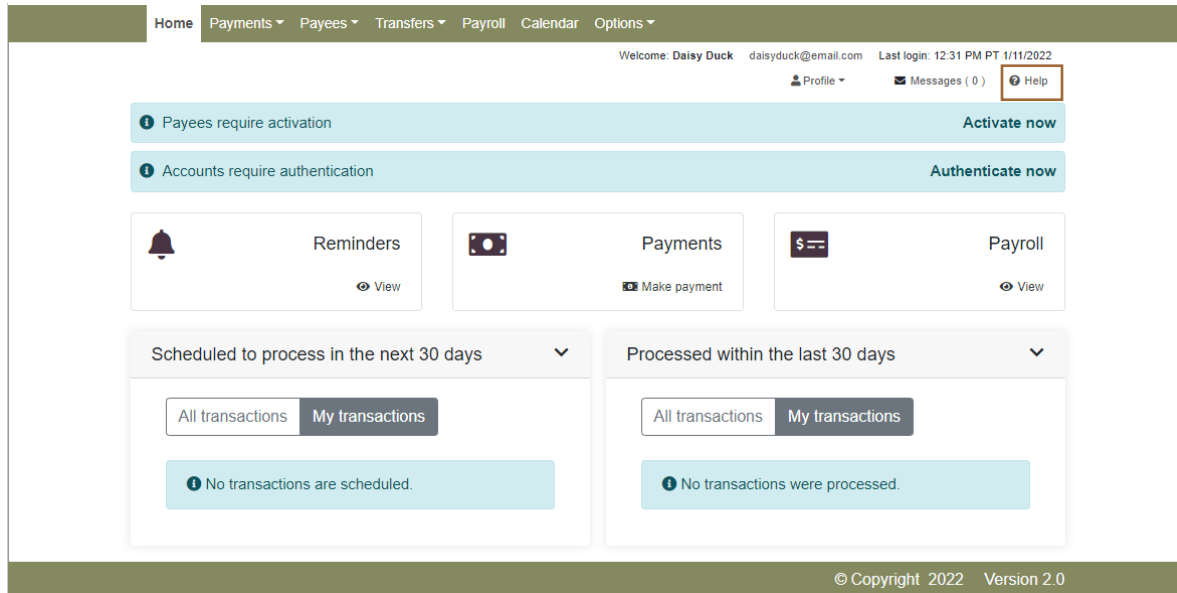 Home Payments Payees Transfers Payroll Calendar Options
Welcome: Daisy Duck daisyduck@email.com Last login: 12:31 PM PT 1/11/2022
Profile Messages ( 0 ) Help
Payees require activation Activate now
Accounts require authentication Authenticate now
Reminders Payments Payroll
View Make payment View
Scheduled to process in the next 30 days Processed within the last 30 days
All transactions My transactions All transactions My transactions
No transactions are scheduled. No transactions were processed.
© Copyright 2022 Version 2.0